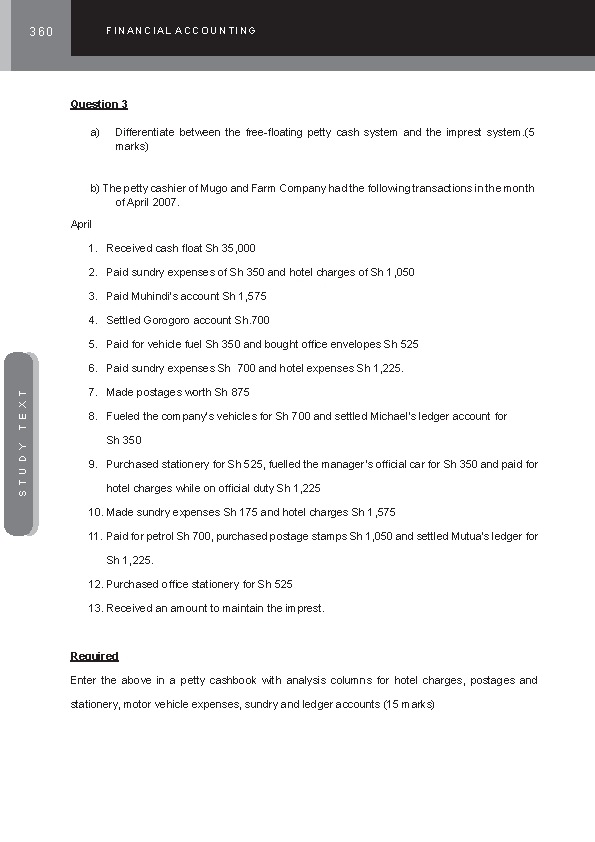 360
FINANCIAL ACCOUNTING
Question 3
a) Differentiate between the free-floating petty cash system and the imprest system.(5
marks)
b) The petty cashier of Mugo and Farm Company had the following transactions in the month
of April 2007.
April
1. Received cash float Sh 35,000
2. Paid sundry expenses of Sh 350 and hotel charges of Sh 1,050
3. Paid Muhindi's account Sh 1,575
4. Settled Gorogoro account Sh.700
5. Paid for vehicle fuel Sh 350 and bought office envelopes Sh 525
6. Paid sundry expenses Sh 700 and hotel expenses Sh 1,225.
7. Made postages worth Sh 875
8. Fueled the company's vehicles for Sh 700 and settled Michael's ledger account for
Sh 350
9. Purchased stationery for Sh 525, fuelled the manager's official car for Sh 350 and paid for
hotel charges while on official duty Sh 1,225
10. Made sundry expenses Sh 175 and hotel charges Sh 1,575
11. Paid for petrol Sh 700, purchased postage stamps Sh 1,050 and settled Mutua's ledger for
Sh 1,225.
12. Purchased office stationery for Sh 525
13. Received an amount to maintain the imprest.
Required
Enter the above in a petty cashbook with analysis columns for hotel charges, postages and
stationery, motor vehicle expenses, sundry and ledger accounts (15 marks)
STUDY TEXT